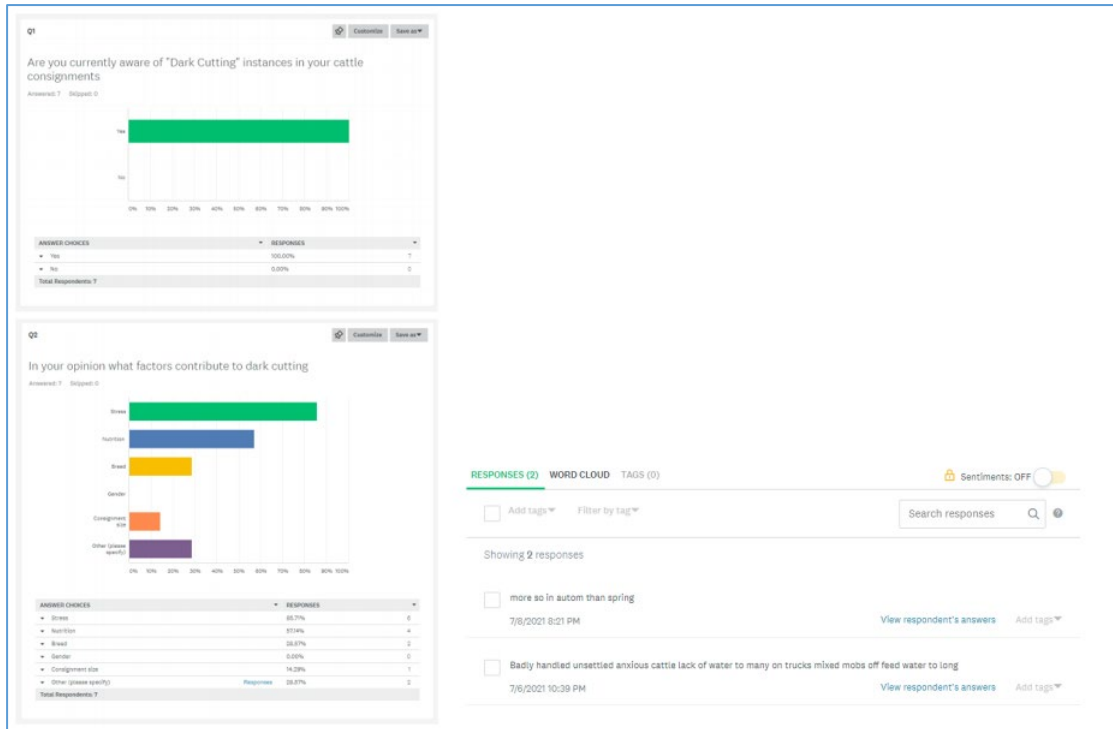 Q1
Customize Save as
Are you currently aware of "Dark Cutting" instances in your cattle
consignments
Answered: 7 Skipped: 0
Yes
No
0% 10% 20% 30% 40% 50% 60% 70% 80% 90% 100%
ANSWER CHOICES RESPONSES
Yes 100.00% 7
No 0.00% 0
Total Respondents: 7
Q2
Customize Save as
In your opinion what factors contribute to dark cutting
Answered: 7 Skipped: 0
Stress
Nutrition
Breed
Gender
Consignment
size
Other (please
specify)
0% 10% 20% 30% 40% 50% 60% 70% 80% 90% 100%
ANSWER CHOICES RESPONSES
Stress 85.71% 6
Nutrition 57.14% 4
Breed 28.57% 2
Gender 0.00% 0
Consignment size 14.29% 1
Other (please specify) Responses 28.57% 2
Total Respondents: 7
RESPONSES (2) WORD CLOUD TAGS (0)
Sentiments: OFF
Add tags Filter by tag
Search responses
Showing 2 responses
more so in autom than spring
7/8/2021 8:21 PM
View respondent's answers Add tags
Badly handled unsettled anxious cattle lack of water to many on trucks mixed mobs off feed water to long
7/6/2021 10:39 PM
View respondent's answers Add tags